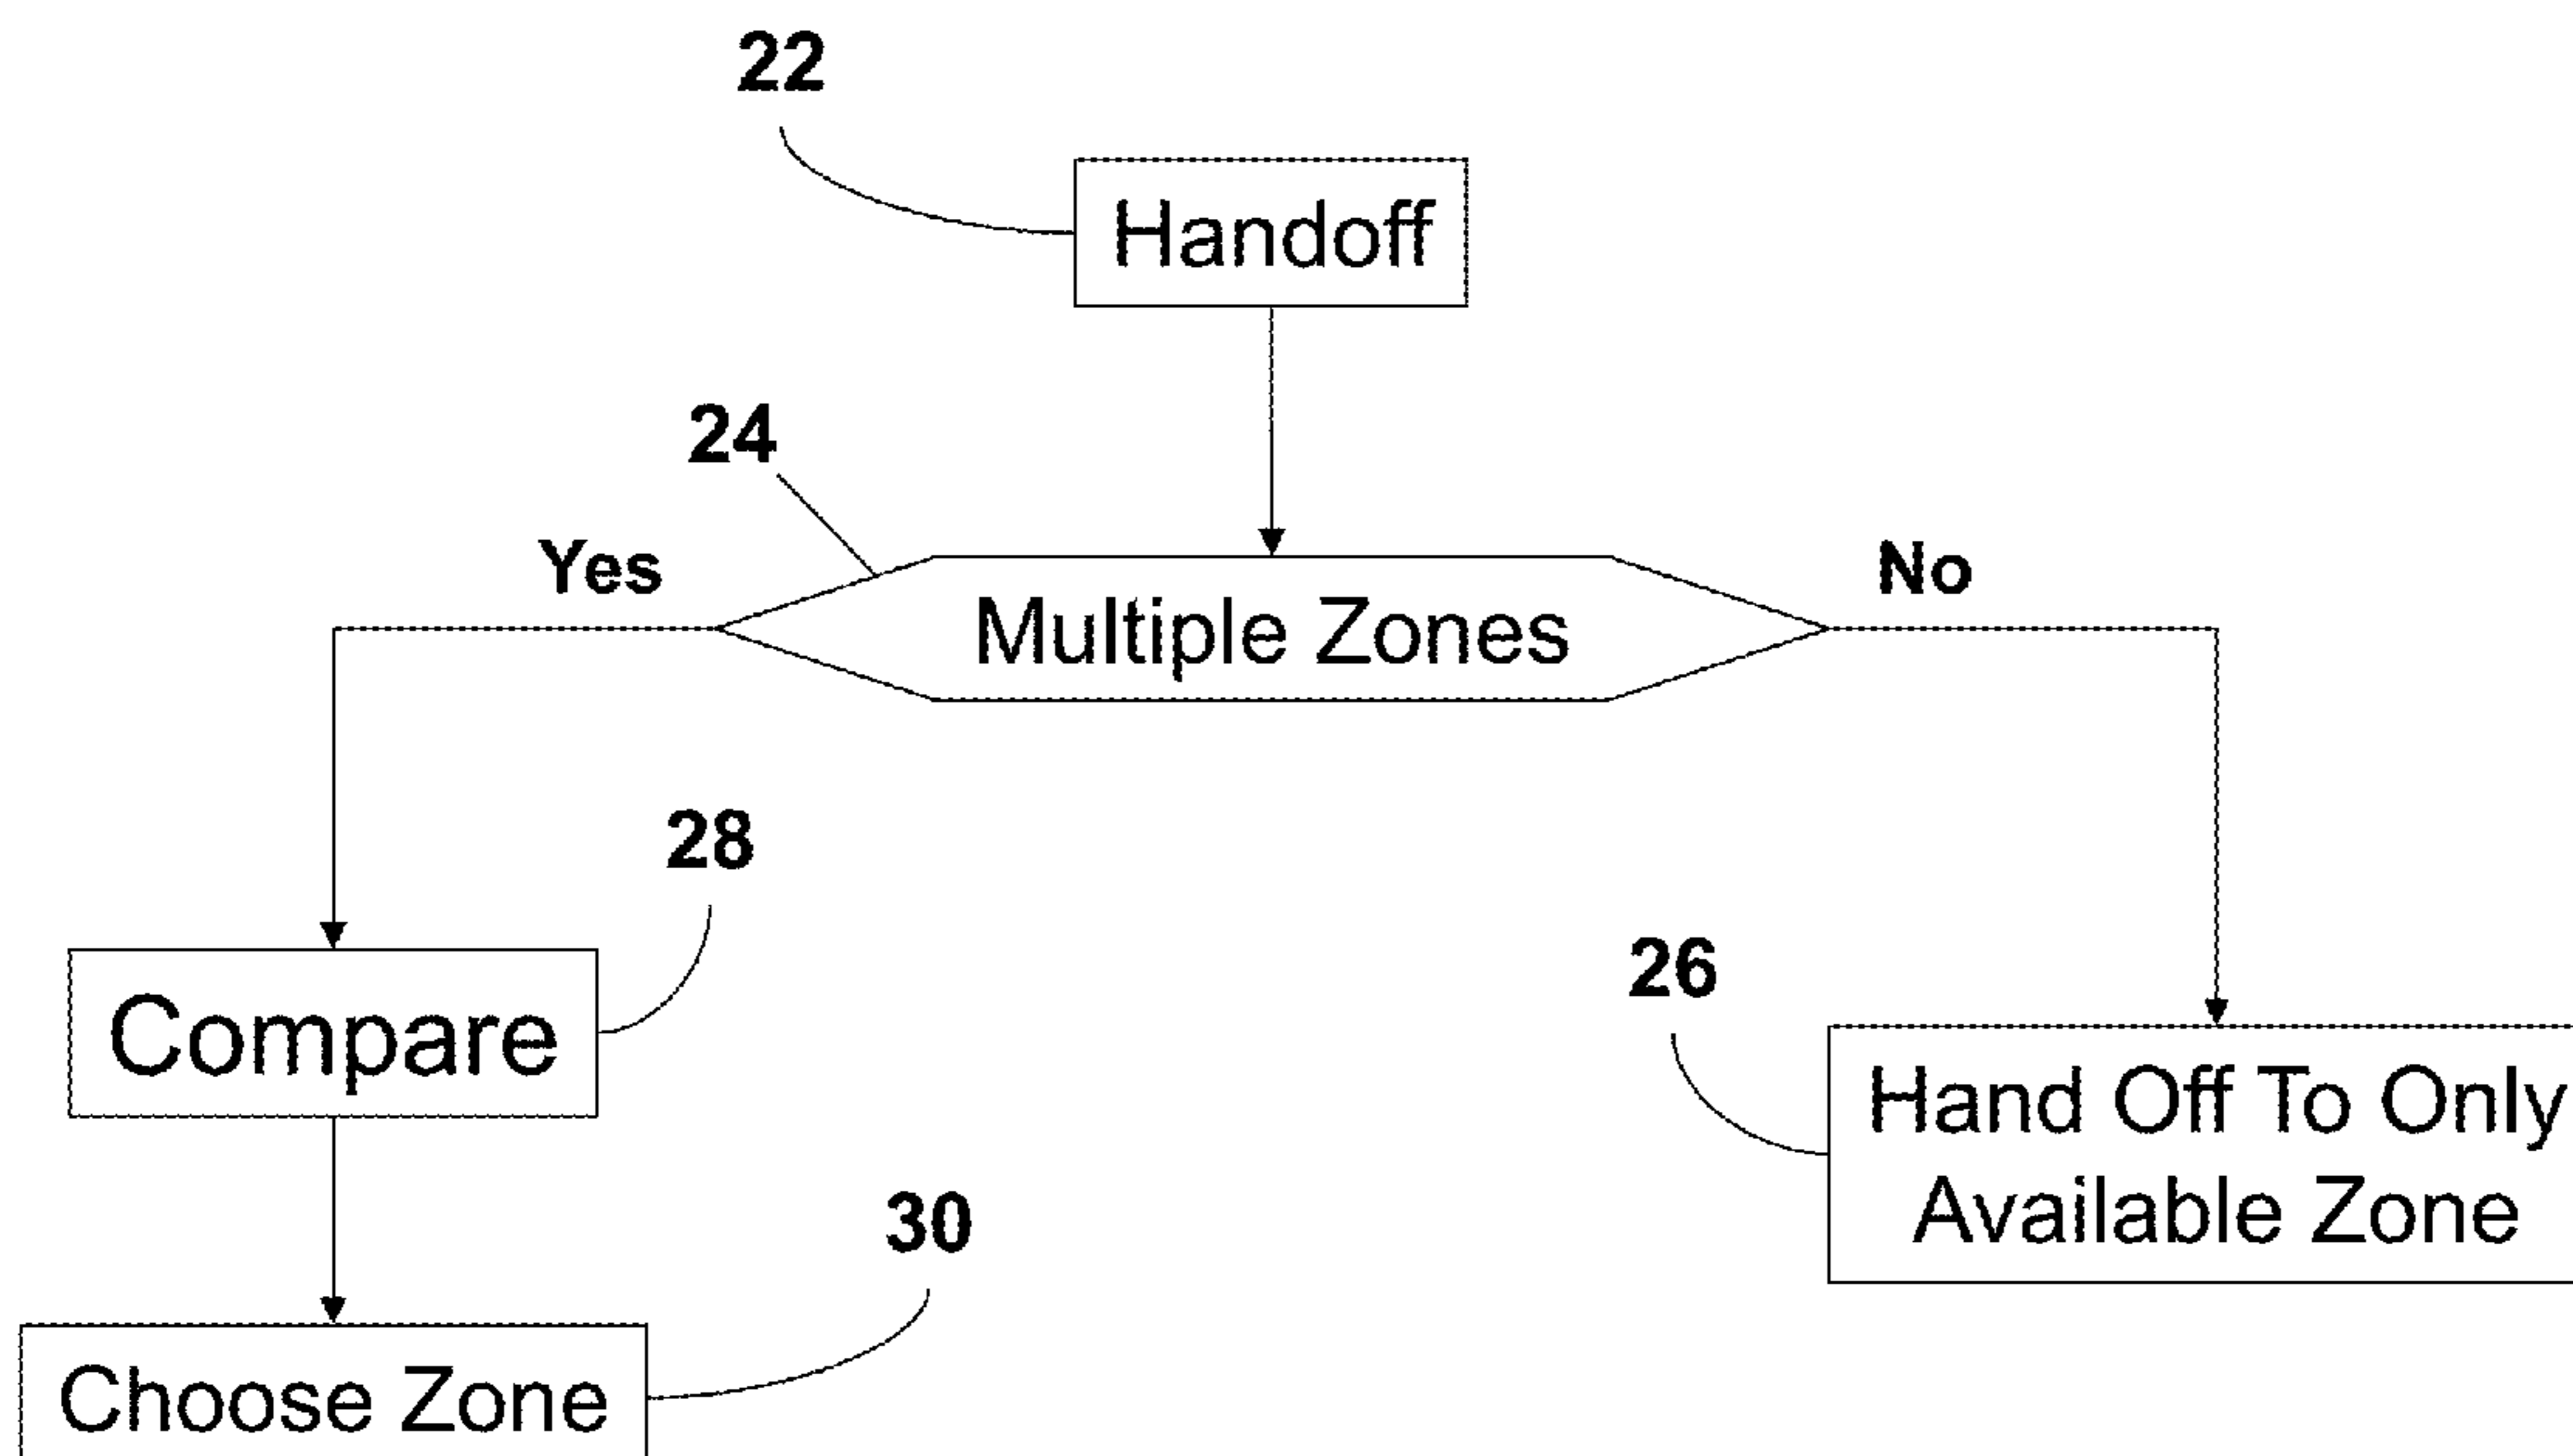 22
Handoff
24
Yes
No
Multiple Zones
28
Compare
26
Hand Off To Only
Available Zone
30
Choose Zone